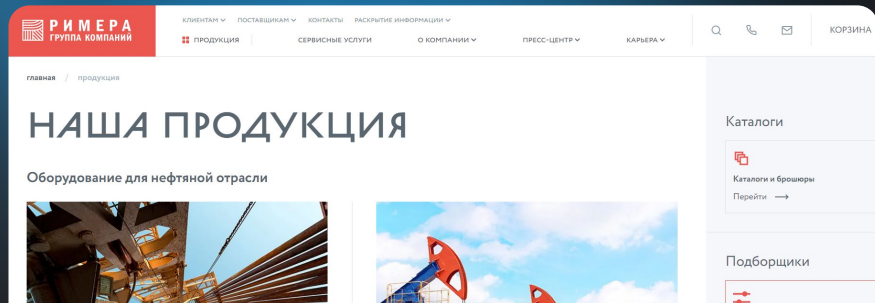 РИМЕРА
ГРУППА КОМПАНИЙ
КЛИЕНТАМ ПОСТАВЩИКАМ КОНТАКТЫ РАСКРЫТИЕ ИНФОРМАЦИИ
ПРОДУКЦИЯ СЕРВИСНЫЕ УСЛУГИ О КОМПАНИИ ПРЕСС-ЦЕНТР КАРЬЕРА
КОРЗИНА
главная / продукция
НАША ПРОДУКЦИЯ
Оборудование для нефтяной отрасли
Каталоги
Каталоги и брошюры
Перейти →
Подборщики